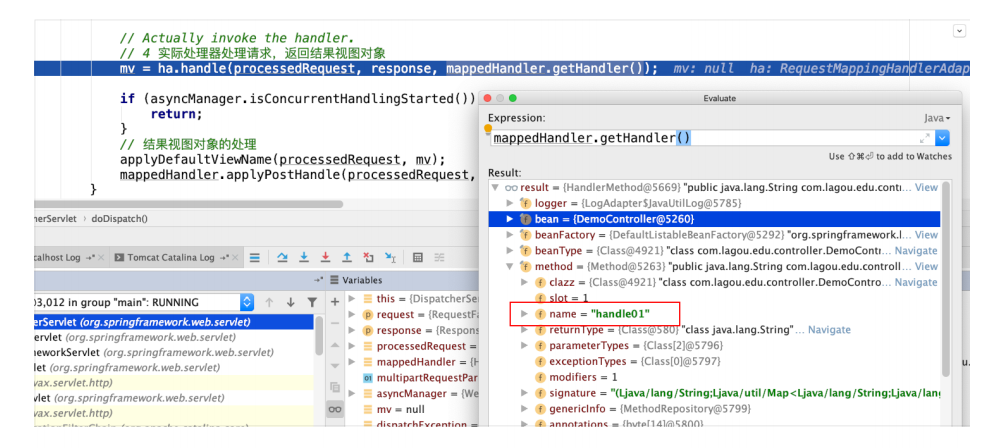 // Actually invoke the handler.
// 4 实际处理器处理请求，返回结果视图对象
mv = ha.handle(processedRequest, response, mappedHandler.getHandler()); mv: null ha: RequestMappingHandlerAdap
if (asyncManager.isConcurrentHandlingStarted())
return;
}
// 结果视图对象的处理
applyDefaultViewName(processedRequest, mv);
mappedHandler.applyPostHandle(processedRequest,
}
herServlet › doDispatch()
calhost Log
Tomcat Catalina Log
Variables
03,012 in group "main": RUNNING
erServlet (org.springframework.web.servlet)
ervlet (org.springframework.web.servlet)
neworkServlet (org.springframework.web.servlet)
let (org.springframework.web.servlet)
vax.servlet.http)
vlet (org.springframework.web.servlet)
vax.servlet.http)
this = {DispatcherSe
request = {RequestFa
response = {Respons
processedRequest =
mappedHandler = {H
multipartRequestPar
asyncManager = {We
mv = null
dispatchException =
Evaluate
Expression:
Java
mappedHandler.getHandler()
Use ⇧⌘⏎ to add to Watches
Result:
result = {HandlerMethod@5669} "public java.lang.String com.lagou.edu.contr... View
logger = {LogAdapter$JavaUtilLog@5785}
bean = {DemoController@5260}
beanFactory = {DefaultListableBeanFactory@5292} "org.springframework.l... View
beanType = {Class@4921} "class com.lagou.edu.controller.DemoContr... Navigate
method = {Method@5263} "public java.lang.String com.lagou.edu.controll... View
clazz = {Class@4921} "class com.lagou.edu.controller.DemoContro... Navigate
slot = 1
name = "handle01"
returnType = {Class@580} "class java.lang.String"... Navigate
parameterTypes = {Class[2]@5796}
exceptionTypes = {Class[0]@5797}
modifiers = 1
signature = "(Ljava/lang/String;Ljava/util/Map<Ljava/lang/String;Ljava/lan
genericInfo = {MethodRepository@5799}
annotations = {byte[14]@5800}